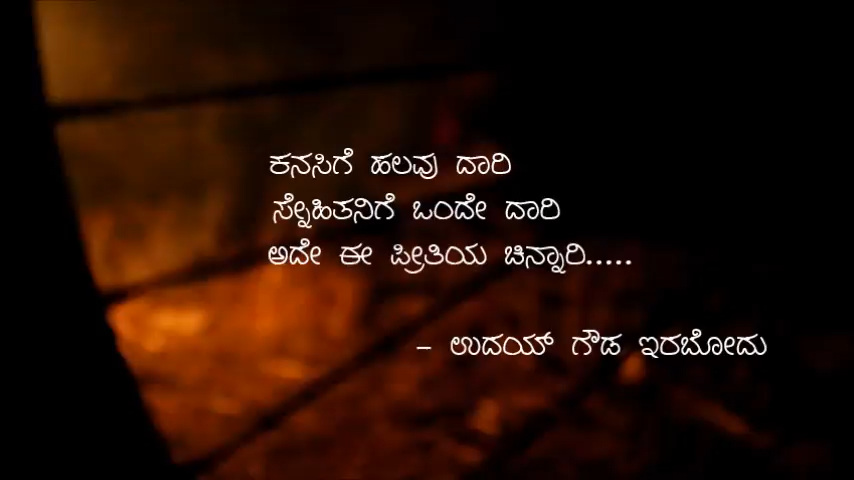 ಕನಸಿಗೆ ಹಲವು ದಾರಿ
ಸ್ನೇಹಿತನಿಗೆ ಒಂದೇ ದಾರಿ
ಅದೇ ಈ ಪ್ರೀತಿಯ ಚಿನ್ನಾರಿ.....
- ಉದಯ್ ಗೌಡ ಇರಬೋದು